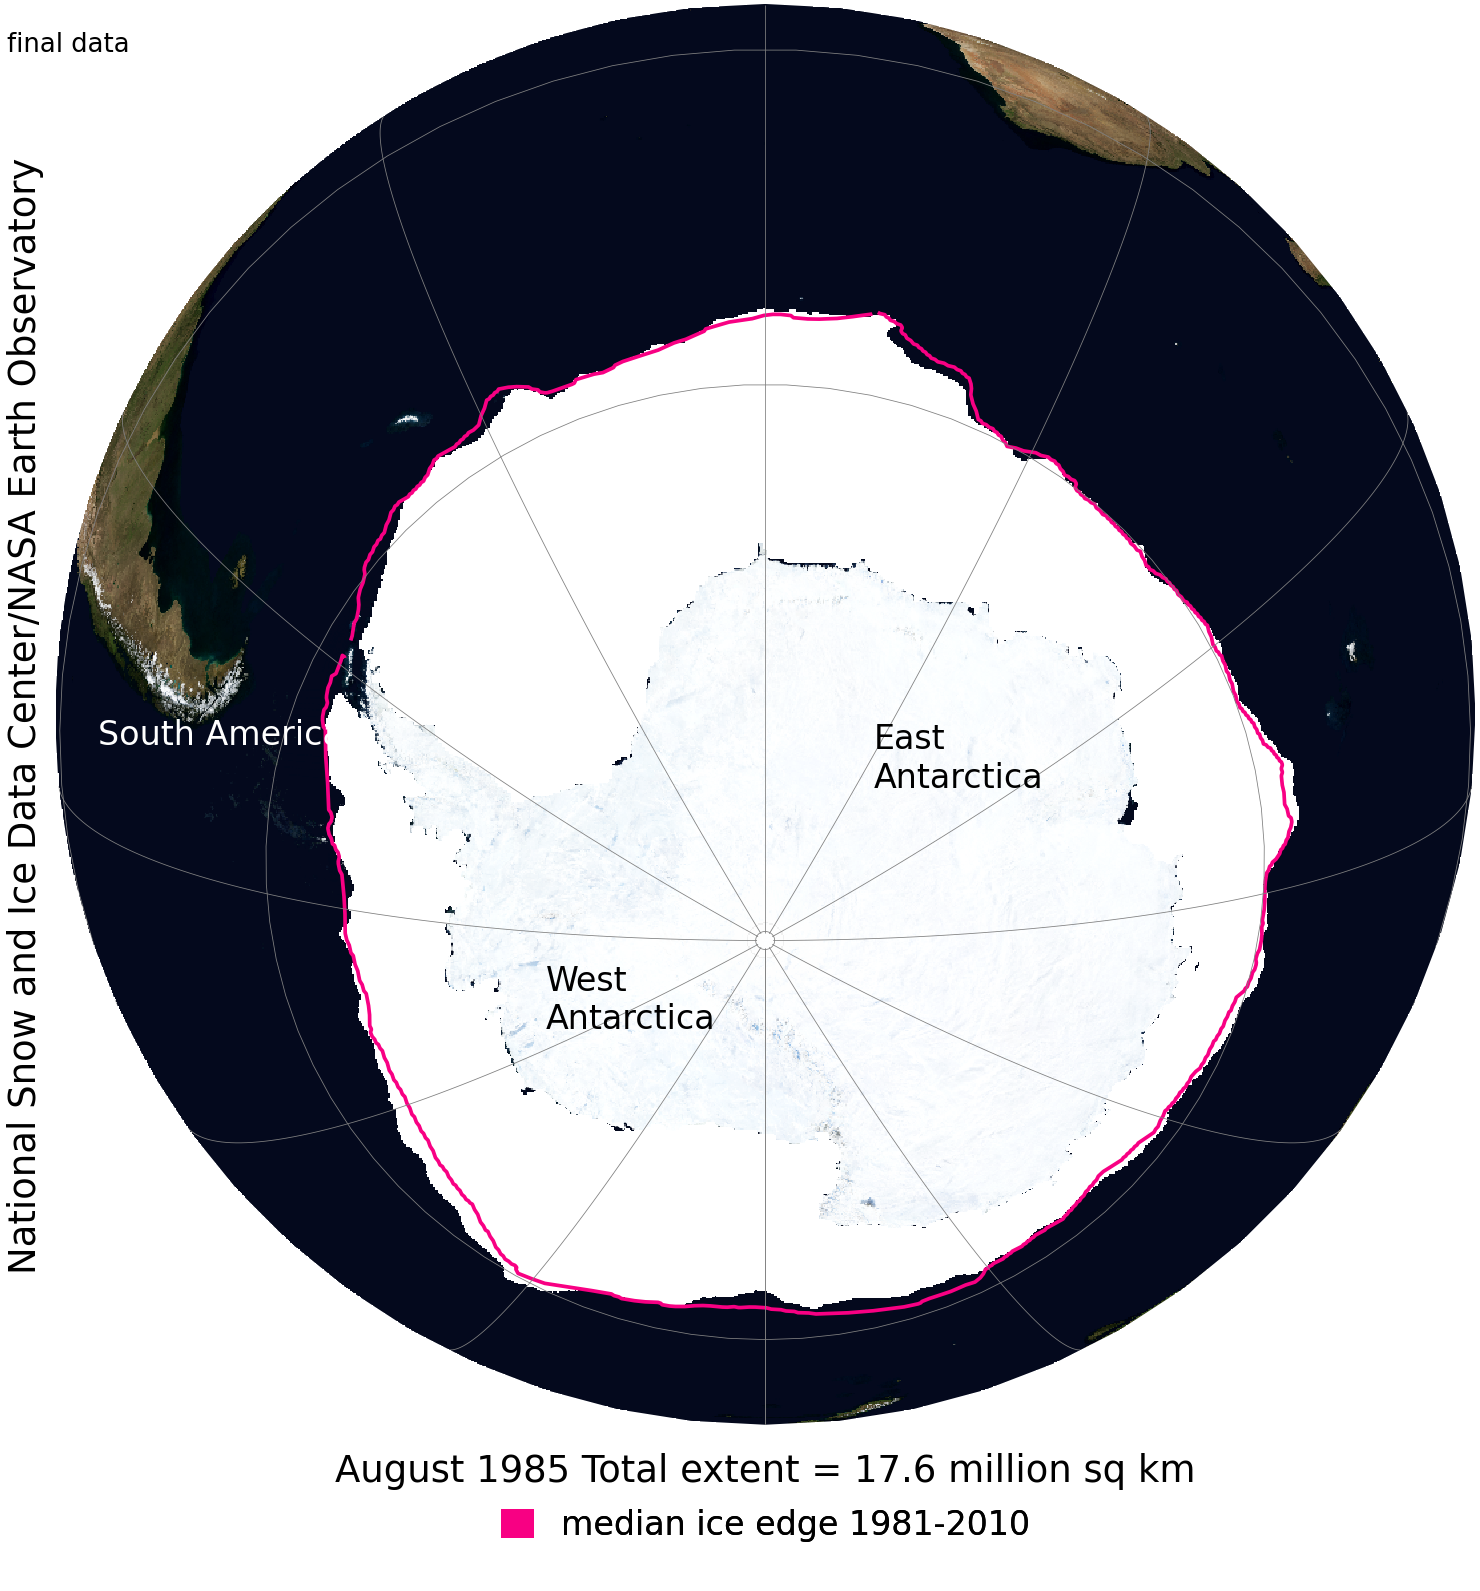 final data
National Snow and Ice Data Center/NASA Earth Observatory
South Americ
East
Antarctica
West
Antarctica
August 1985 Total extent = 17.6 million sq km
median ice edge 1981-2010